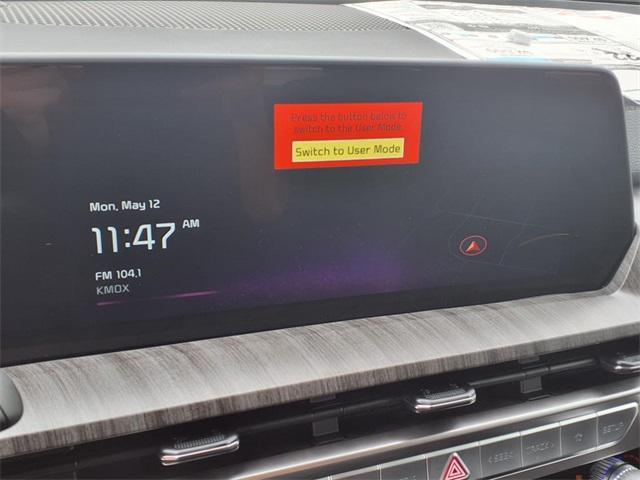 Press the button below to
switch to the User Mode.
Switch to User Mode
Mon, May 12
11:47 AM
FM 104.1
KMOX
SEEK
TRACK
SETUP